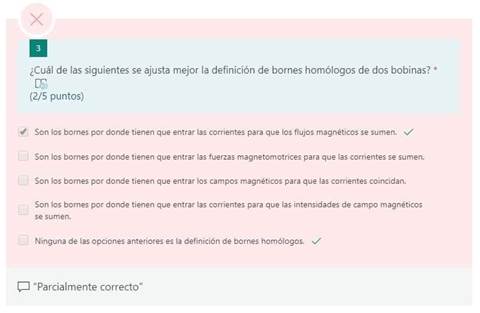 3
¿Cuál de las siguientes se ajusta mejor la definición de bornes homólogos de dos bobinas? *
(2/5 puntos)
Son los bornes por donde tienen que entrar las corrientes para que los flujos magnéticos se sumen.
Son los bornes por donde tienen que entrar las fuerzas magnetomotrices para que las corrientes se sumen.
Son los bornes por donde tienen que entrar los campos magnéticos para que las corrientes coincidan.
Son los bornes por donde tienen que entrar las corrientes para que las intensidades de campo magnéticos
se sumen.
Ninguna de las opciones anteriores es la definición de bornes homólogos.
"Parcialmente correcto"